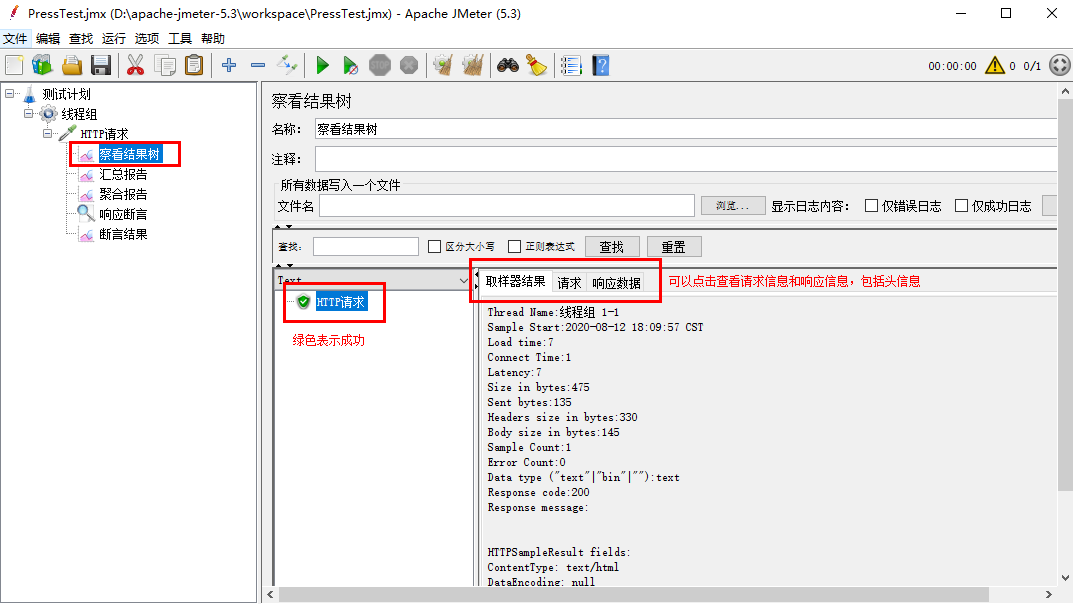 PressTest.jmx (D:\apache-jmeter-5.3\workspace\PressTest.jmx) - Apache JMeter (5.3)
文件 编辑 查找 运行 选项 工具 帮助
STOP
00:00:00 0 0/1
测试计划
线程组
HTTP请求
察看结果树
汇总报告
聚合报告
响应断言
断言结果
察看结果树
名称： 察看结果树
注释：
所有数据写入一个文件
文件名 浏览... 显示日志内容： 仅错误日志 仅成功日志
查找： 区分大小写 正则表达式 查找 重置
Text
HTTP请求
绿色表示成功
取样器结果 请求 响应数据 可以点击查看请求信息和响应信息，包括头信息
Thread Name:线程组 1-1
Sample Start:2020-08-12 18:09:57 CST
Load time:7
Connect Time:1
Latency:7
Size in bytes:475
Sent bytes:135
Headers size in bytes:330
Body size in bytes:145
Sample Count:1
Error Count:0
Data type ("text"|"bin"|""):text
Response code:200
Response message:
HTTPSampleResult fields:
ContentType: text/html
DataEncoding: null